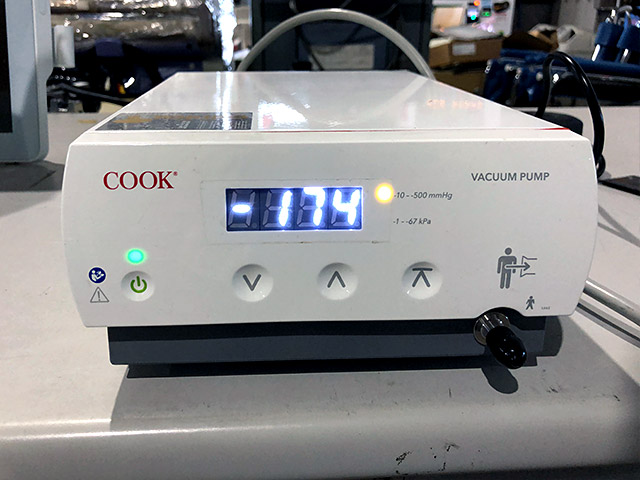 COOK®
VACUUM PUMP
-174
-10 – -500 mmHg
-1 – -67 kPa